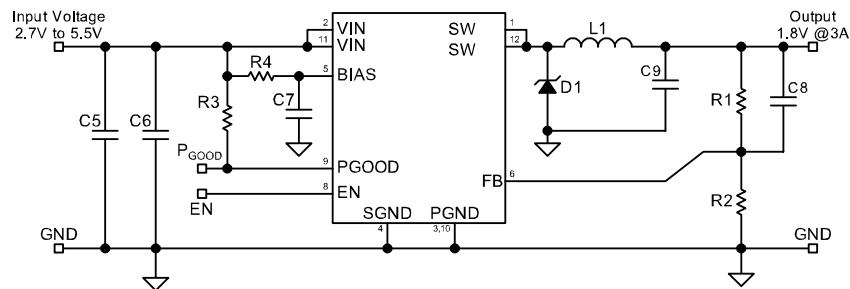 Input Voltage
2.7V to 5.5V
Output
1.8V @3A
2 VIN
11 VIN
SW 1
SW 12
L1
R4
5 BIAS
C7
R3
D1
C9
R1
C8
C5
C6
PGOOD
9 PGOOD
8 EN
EN
FB 6
R2
SGND
4
PGND
3,10
GND
GND